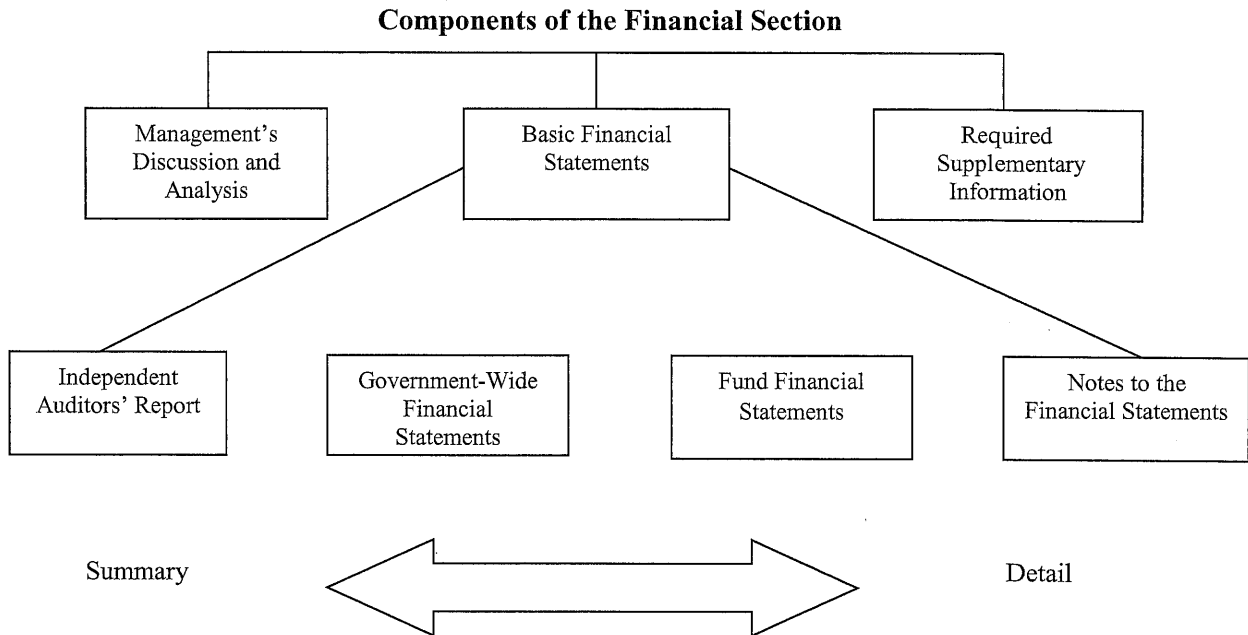 Components of the Financial Section
Management's
Discussion and
Analysis
Basic Financial
Statements
Required
Supplementary
Information
Independent
Auditors' Report
Government-Wide
Financial
Statements
Fund Financial
Statements
Notes to the
Financial Statements
Summary
Detail